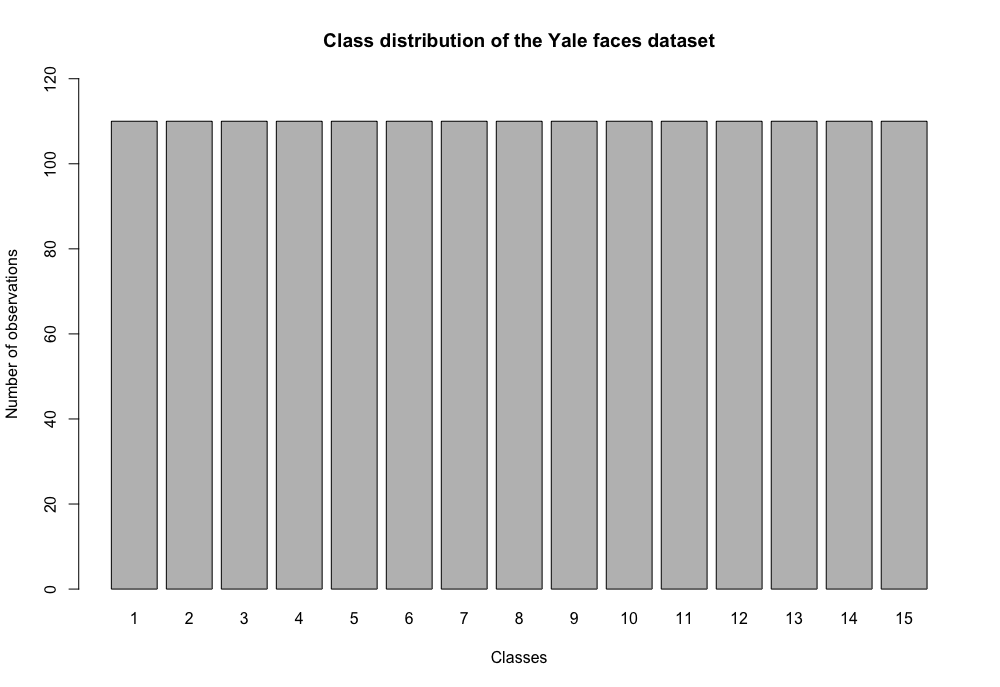 Class distribution of the Yale faces dataset
120
100
80
60
40
20
0
Number of observations
1 2 3 4 5 6 7 8 9 10 11 12 13 14 15
Classes